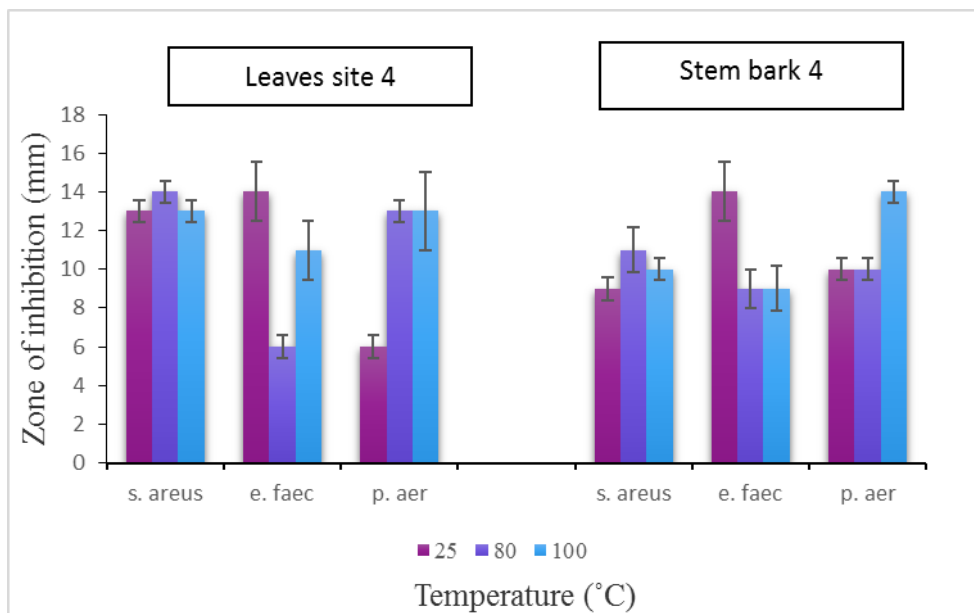 Leaves site 4
Stem bark 4
Zone of inhibition (mm)
18
16
14
12
10
8
6
4
2
0
s. areus e. faec p. aer s. areus e. faec p. aer
25 80 100
Temperature (˚C)